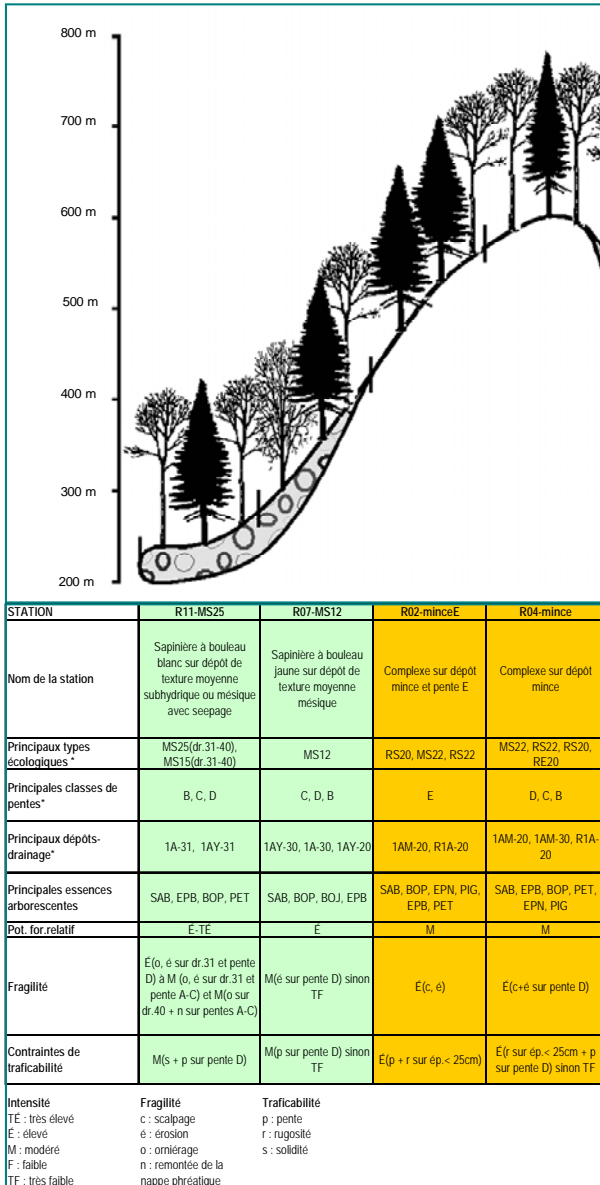 800 m
700 m
600 m
500 m
400 m
300 m
200 m
STATION
R11-MS25
R07-MS12
R02-minceE
R04-mince
Nom de la station
Sapinière à bouleau
blanc sur dépôt de
texture moyenne
subhydrique ou mésique
avec seepage
Sapinière à bouleau
jaune sur dépôt de
texture moyenne
mésique
Complexe sur dépôt
mince et pente E
Complexe sur dépôt
mince
Principaux types
écologiques *
MS25(dr.31-40),
MS15(dr.31-40)
MS12
RS20, MS22, RS22
MS22, RS22, RS20,
RE20
Principales classes de
pentes*
B, C, D
C, D, B
E
D, C, B
Principaux dépôts-
drainage*
1A-31, 1AY-31
1AY-30, 1A-30, 1AY-20
1AM-20, R1A-20
1AM-20, 1AM-30, R1A-
20
Principales essences
arborescentes
SAB, EPB, BOP, PET
SAB, BOP, BOJ, EPB
SAB, BOP, EPN, PIG,
EPB, PET
SAB, EPB, BOP, PET,
EPN, PIG
Pot. for.relatif
É-TÉ
É
M
M
Fragilité
É(o, é sur dr.31 et pente
D) à M (o, é sur dr.31 et
pente A-C) et M(o sur
dr.40 + n sur pentes A-C)
M(é sur pente D) sinon
TF
É(c, é)
É(c+é sur pente D)
Contraintes de
traficabilité
M(s + p sur pente D)
M(p sur pente D) sinon
TF
É(p + r sur ép.< 25cm)
É(r sur ép.< 25cm + p
sur pente D) sinon TF
Intensité
TÉ : très élevé
É : élevé
M : modéré
F : faible
TF : très faible
Fragilité
c : scalpage
é : érosion
o : orniérage
n : remontée de la
nappe phréatique
Traficabilité
p : pente
r : rugosité
s : solidité